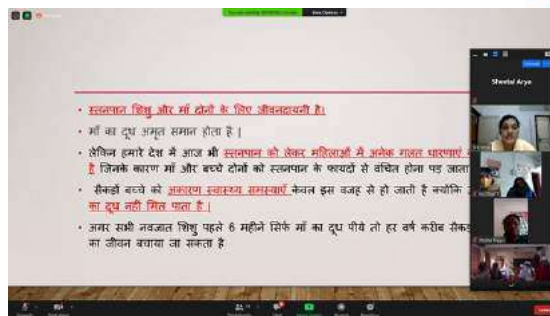 Sheetal Arya
• स्तनपान शिशु और माँ दोनों के लिए जीवनदायनी है।
• माँ का दूध अमृत समान होता है |
• लेकिन हमारे देश में आज भी स्तनपान को लेकर महिलाओं में अनेक गलत धारणाएं
है जिनके कारण माँ और बच्चे दोनों को स्तनपान के फायदों से वंचित होना पड़ जाता
• सैकड़ों बच्चे को अकारण स्वास्थ्य समस्याएँ केवल इस वजह से हो जाती हैं क्योंकि
का दूध नही मिल पाता है |
• अगर सभी नवजात शिशु पहले 6 महीने सिर्फ माँ का दूध पीये तो हर वर्ष करीब
का जीवन बचाया जा सकता है